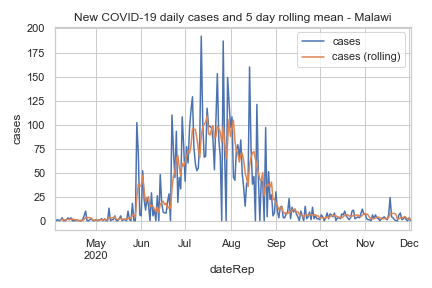 New COVID-19 daily cases and 5 day rolling mean - Malawi
cases
cases (rolling)
200
175
150
125
100
75
50
25
0
cases
May Jun Jul Aug Sep Oct Nov Dec
2020
dateRep